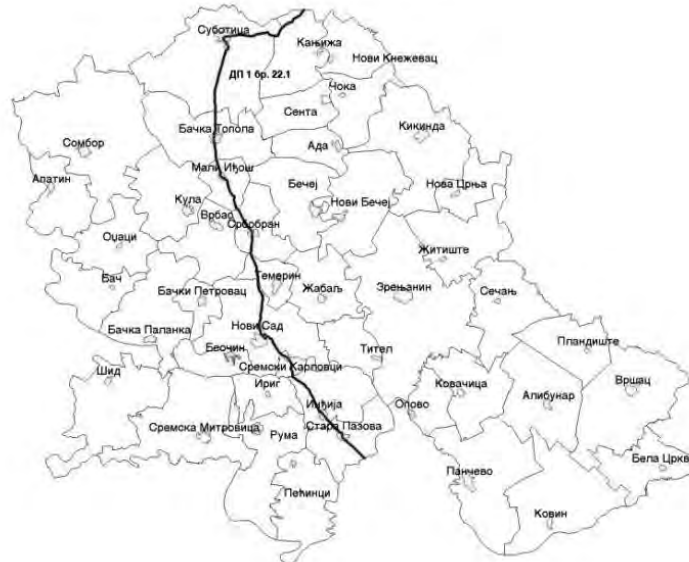 Суботица
Кањижа
Нови Кнежевац
ДП 1 бр. 22.1
Чока
Сента
Бачка Топола
Кикинда
Сомбор
Ада
Мали Иђош
Апатин
Бечеј
Нова Црња
Кула
Нови Бечеј
Врбас
Србобран
Оџаци
Житиште
Темерин
Бач
Жабаљ
Зрењанин
Сечањ
Бачки Петровац
Нови Сад
Бачка Паланка
Пландиште
Беочин
Тител
Сремски Карловци
Шид
Ириг
Ковачица
Вршац
Алибунар
Инђија
Опово
Стара Пазова
Сремска Митровица
Рума
Бела Цркв
Панчево
Пећинци
Ковин